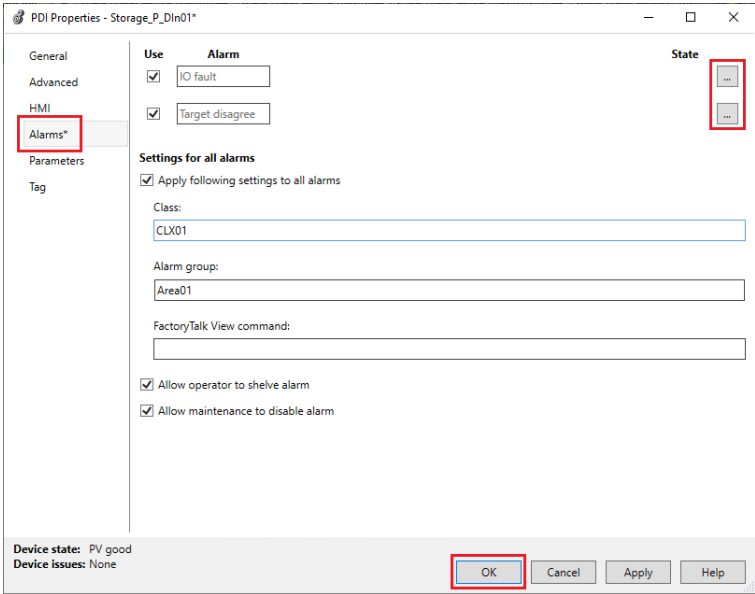 PDI Properties - Storage_P_DIn01*
General
Advanced
HMI
Alarms*
Parameters
Tag
Use Alarm State
IO fault ...
Target disagree ...
Settings for all alarms
Apply following settings to all alarms
Class:
CLX01
Alarm group:
Area01
FactoryTalk View command:
Allow operator to shelve alarm
Allow maintenance to disable alarm
Device state: PV good
Device issues: None
OK Cancel Apply Help